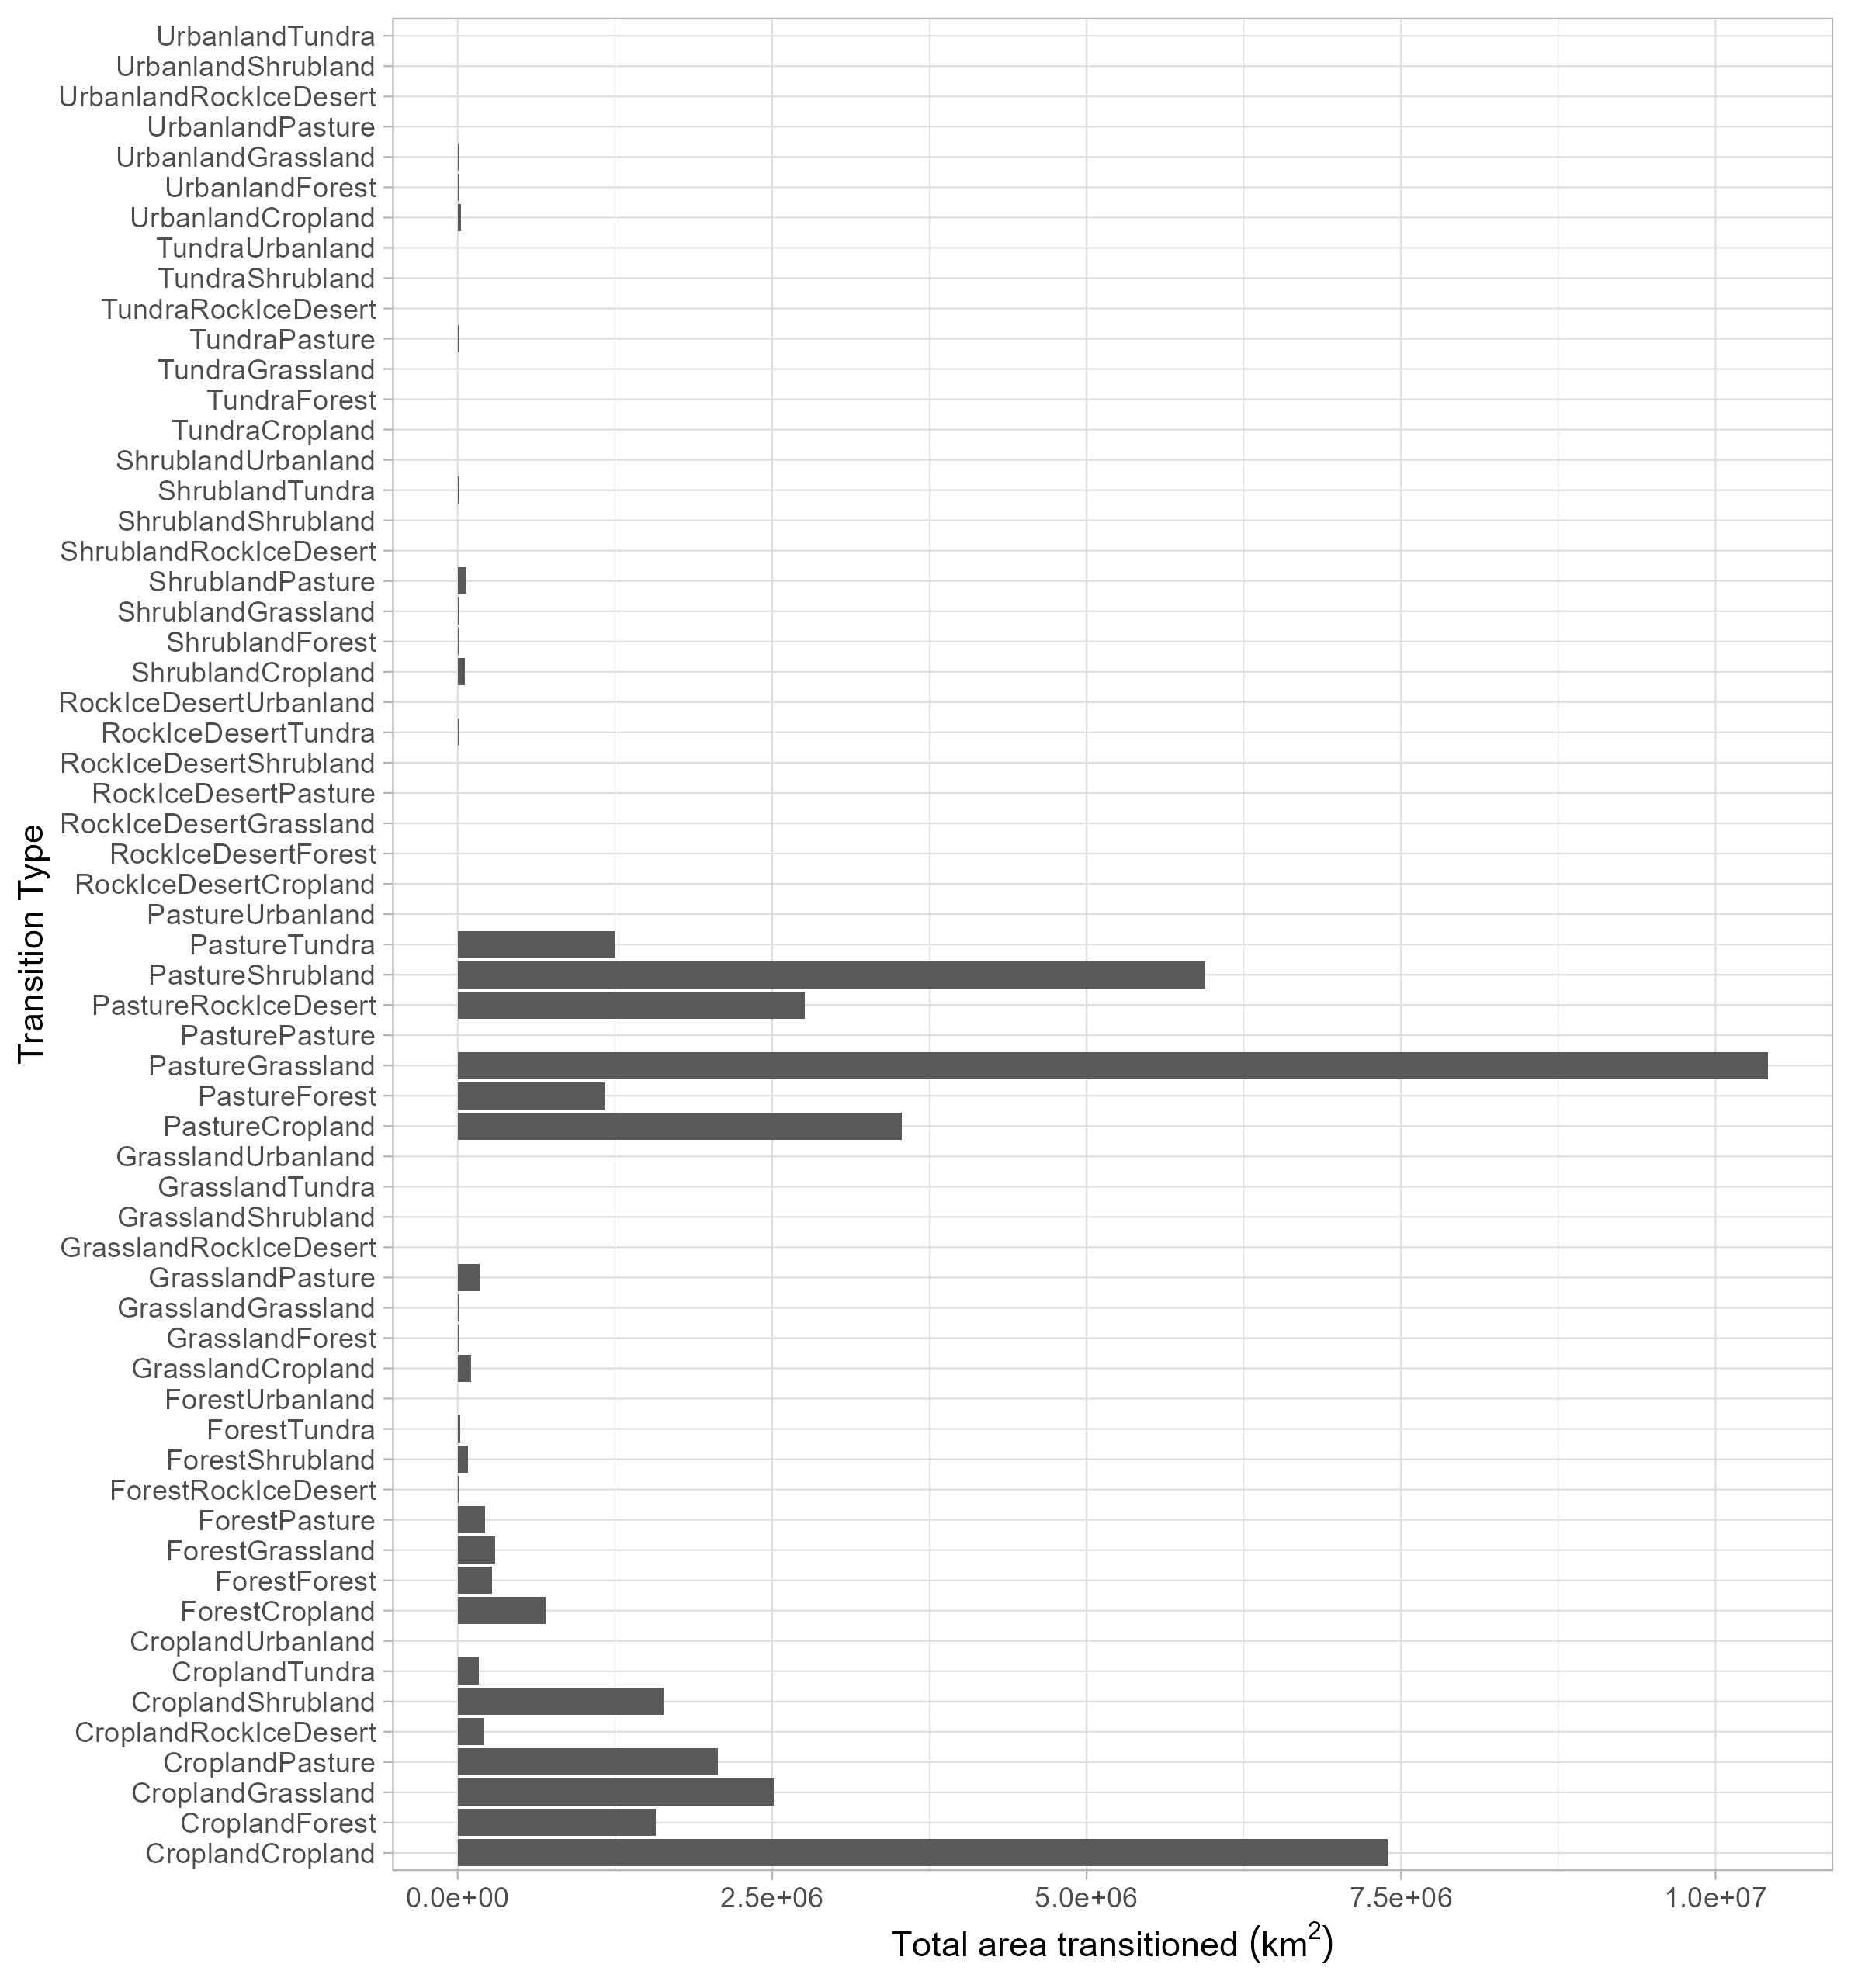 UrbanlandTundra
UrbanlandShrubland
UrbanlandRockIceDesert
UrbanlandPasture
UrbanlandGrassland
UrbanlandForest
UrbanlandCropland
TundraUrbanland
TundraShrubland
TundraRockIceDesert
TundraPasture
TundraGrassland
TundraForest
TundraCropland
ShrublandUrbanland
ShrublandTundra
ShrublandShrubland
ShrublandRockIceDesert
ShrublandPasture
ShrublandGrassland
ShrublandForest
ShrublandCropland
RockIceDesertUrbanland
RockIceDesertTundra
RockIceDesertShrubland
RockIceDesertPasture
RockIceDesertGrassland
RockIceDesertForest
RockIceDesertCropland
PastureUrbanland
PastureTundra
PastureShrubland
PastureRockIceDesert
PasturePasture
PastureGrassland
PastureForest
PastureCropland
GrasslandUrbanland
GrasslandTundra
GrasslandShrubland
GrasslandRockIceDesert
GrasslandPasture
GrasslandGrassland
GrasslandForest
GrasslandCropland
ForestUrbanland
ForestTundra
ForestShrubland
ForestRockIceDesert
ForestPasture
ForestGrassland
ForestForest
ForestCropland
CroplandUrbanland
CroplandTundra
CroplandShrubland
CroplandRockIceDesert
CroplandPasture
CroplandGrassland
CroplandForest
CroplandCropland
Transition Type
0.0e+00 2.5e+06 5.0e+06 7.5e+06 1.0e+07
Total area transitioned (km²)